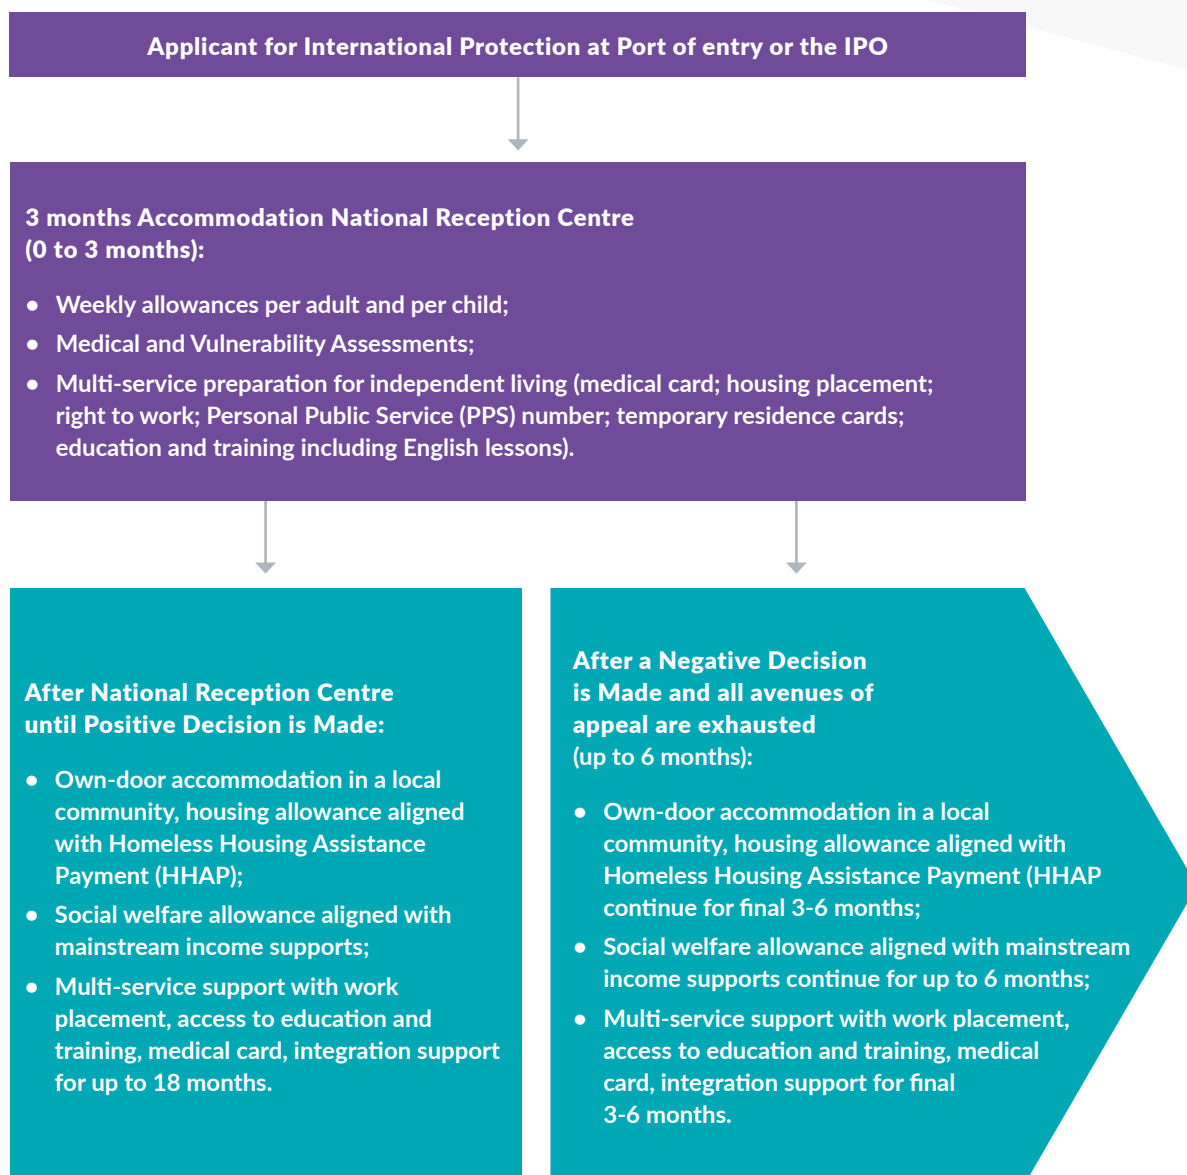 Applicant for International Protection at Port of entry or the IPO
3 months Accommodation National Reception Centre
(0 to 3 months):
● Weekly allowances per adult and per child;
● Medical and Vulnerability Assessments;
● Multi-service preparation for independent living (medical card; housing placement;
right to work; Personal Public Service (PPS) number; temporary residence cards;
education and training including English lessons).
After National Reception Centre
until Positive Decision is Made:
● Own-door accommodation in a local
community, housing allowance aligned
with Homeless Housing Assistance
Payment (HHAP);
● Social welfare allowance aligned with
mainstream income supports;
● Multi-service support with work
placement, access to education and
training, medical card, integration support
for up to 18 months.
After a Negative Decision
is Made and all avenues of
appeal are exhausted
(up to 6 months):
● Own-door accommodation in a local
community, housing allowance aligned with
Homeless Housing Assistance Payment (HHAP
continue for final 3-6 months;
● Social welfare allowance aligned with mainstream
income supports continue for up to 6 months;
● Multi-service support with work placement,
access to education and training, medical
card, integration support for final
3-6 months.